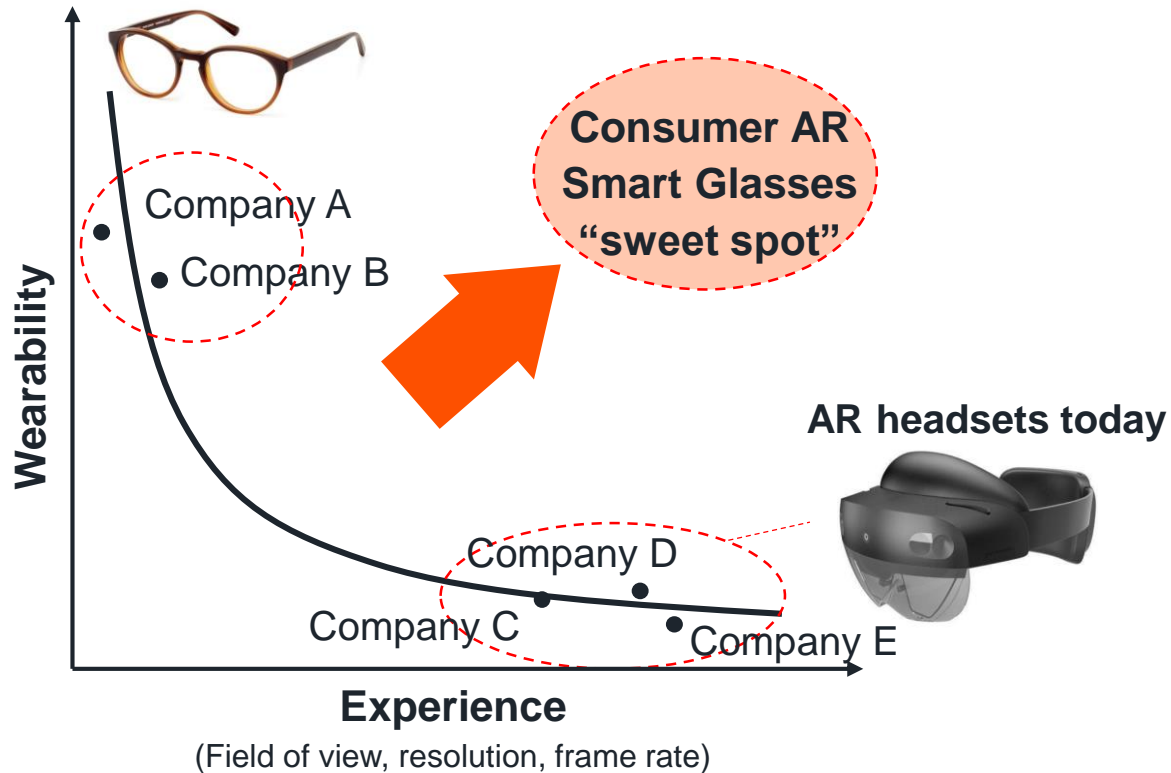 Consumer AR
Smart Glasses
“sweet spot”
Company A
Company B
Wearability
AR headsets today
Company D
Company C
Company E
Experience
(Field of view, resolution, frame rate)